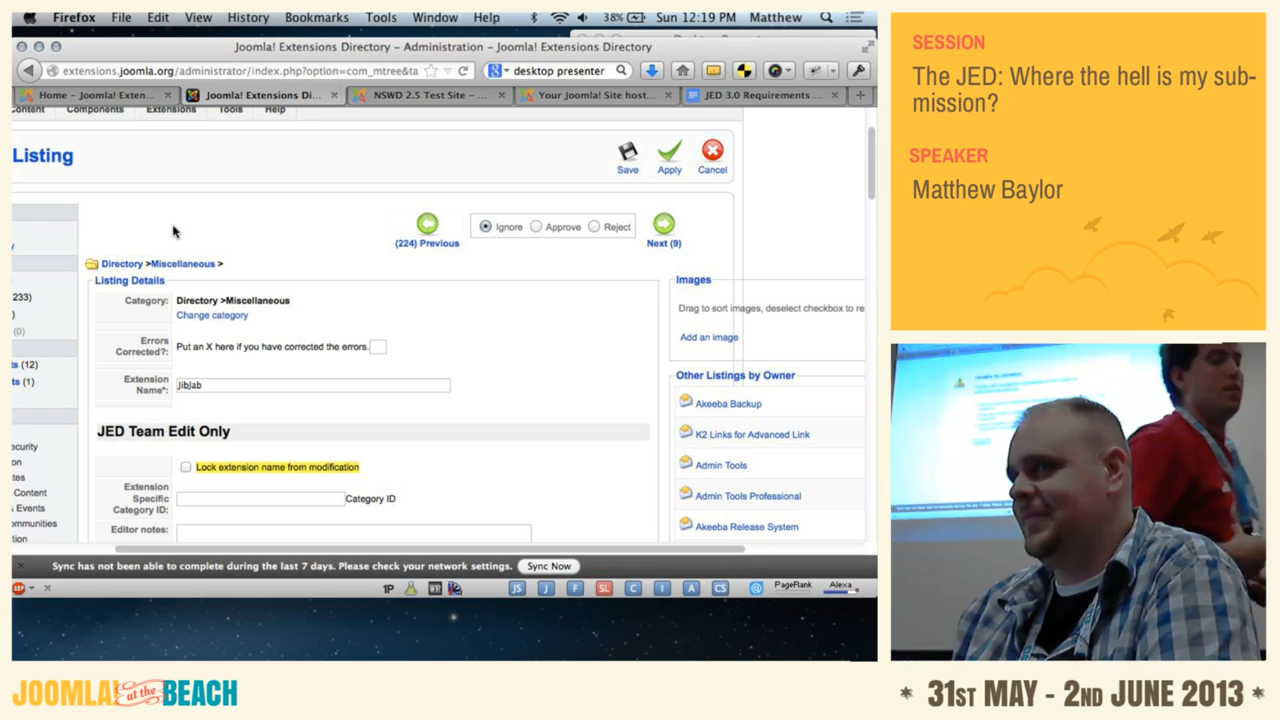 Firefox File Edit View History Bookmarks Tools Window Help 38% Sun 12:19 PM Matthew
Joomla! Extensions Directory – Administration – Joomla! Extensions Directory
extensions.joomla.org/administrator/index.php?option=com_mtree&ta
desktop presenter
Home – Joomla! Exten...
Joomla! Extensions Di...
NSWD 2.5 Test Site – ...
Your Joomla! Site host...
JED 3.0 Requirements ...
Components Extensions Tools Help
Listing
Save Apply Cancel
(224) Previous
Ignore Approve Reject
Next (9)
Directory >Miscellaneous >
Listing Details
Category: Directory >Miscellaneous
Change category
Errors Corrected?: Put an X here if you have corrected the errors.
Extension Name*: JibJab
JED Team Edit Only
Lock extension name from modification
Extension Specific Category ID: Category ID
Editor notes:
233)
(0)
(12)
(1)
Content
Images
Drag to sort images, deselect checkbox to re
Add an image
Other Listings by Owner
Akeeba Backup
K2 Links for Advanced Link
Admin Tools
Admin Tools Professional
Akeeba Release System
Sync has not been able to complete during the last 7 days. Please check your network settings. Sync Now
1P JS J F SL C I A CS @ PageRank Alexa
SESSION
The JED: Where the hell is my sub-
mission?
SPEAKER
Matthew Baylor
JOOMLA! at the BEACH
* 31ST MAY - 2ND JUNE 2013 *